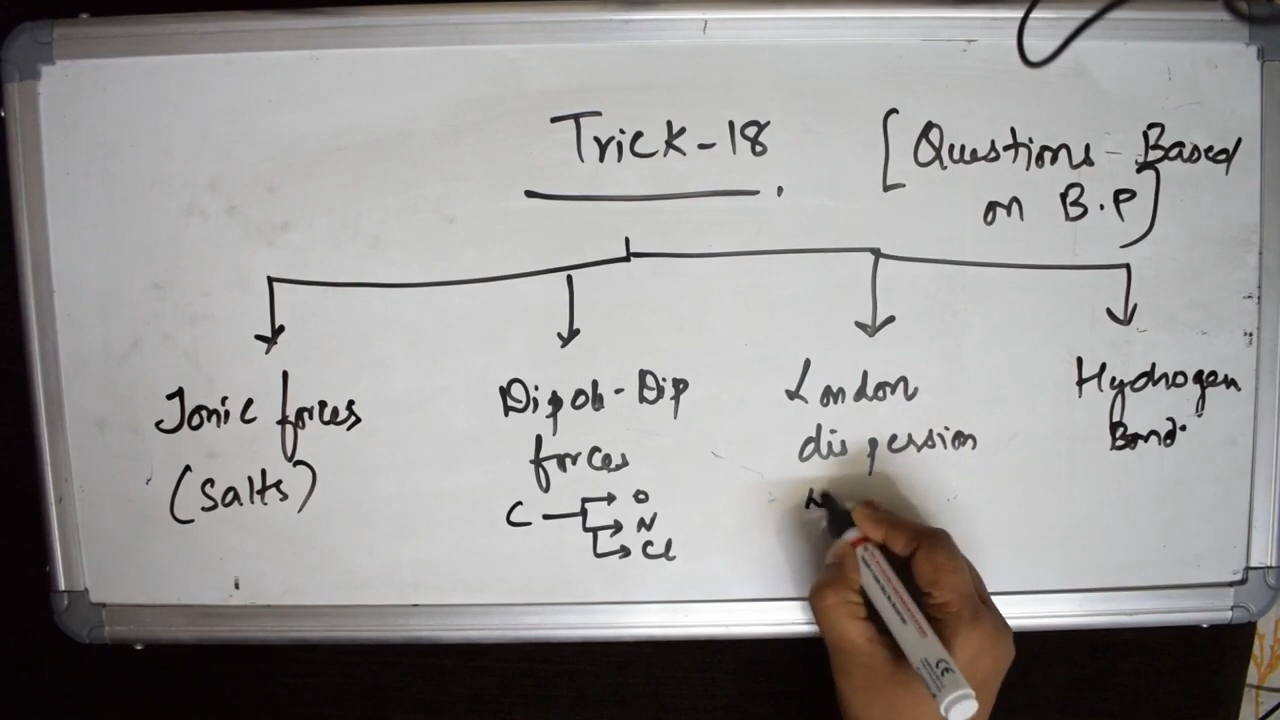 Trick-18
[Questions-Based
on B.P]
Ionic forces
(Salts)
Dipole-Dip
forces
C O
N
Cl
London
dispersion
Hydrogen
Bond.